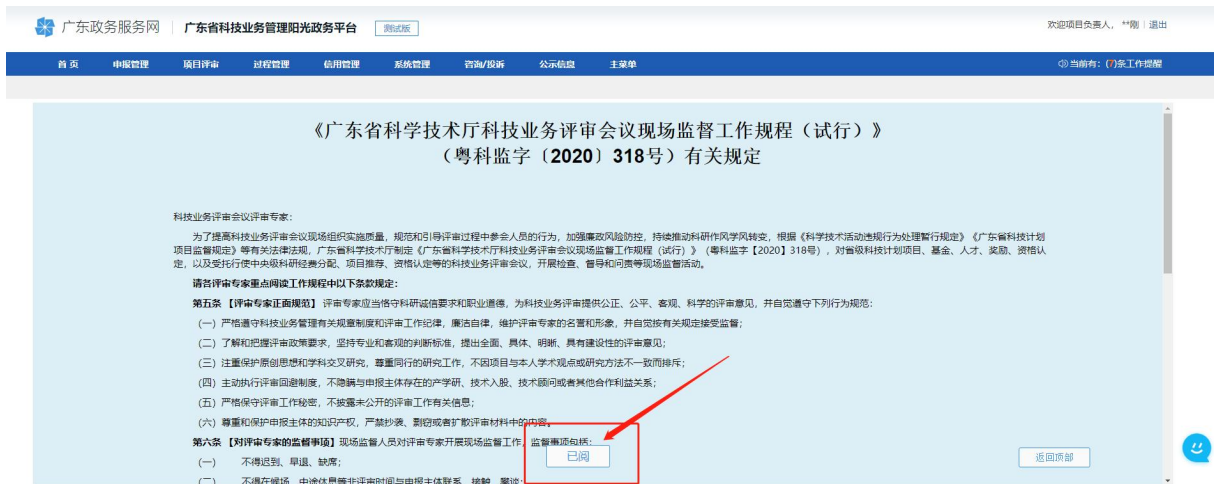 广东政务服务网 广东省科技业务管理阳光政务平台 测试版 欢迎项目负责人，**刚 退出
首页 申报管理 项目评审 过程管理 信用管理 系统管理 咨询/投诉 公示信息 主菜单 当前有：(7)条工作提醒
《广东省科学技术厅科技业务评审会议现场监督工作规程（试行）》
（粤科监字〔2020〕318号）有关规定
科技业务评审会议评审专家：
为了提高科技业务评审会议现场组织实施质量，规范和引导评审过程中参会人员的行为，加强廉政风险防控，持续推动科研作风学风转变，根据《科学技术活动违规行为处理暂行规定》《广东省科技计划
项目监督规定》等有关法律法规，广东省科学技术厅制定《广东省科学技术厅科技业务评审会议现场监督工作规程（试行）》（粤科监字【2020】318号），对省级科技计划项目、基金、人才、奖励、资格认
定，以及受托行使中央级科研经费分配、项目推荐、资格认定等的科技业务评审会议，开展检查、督导和问责等现场监督活动。
请各评审专家重点阅读工作规程中以下条款规定：
第五条 【评审专家正面规范】 评审专家应当恪守科研诚信要求和职业道德，为科技业务评审提供公正、公平、客观、科学的评审意见，并自觉遵守下列行为规范：
（一）严格遵守科技业务管理有关规章制度和评审工作纪律，廉洁自律，维护评审专家的名誉和形象，并自觉按有关规定接受监督；
（二）了解和把握评审政策要求，坚持专业和客观的判断标准，提出全面、具体、明晰、具有建设性的评审意见；
（三）注重保护原创思想和学科交叉研究，尊重同行的研究工作，不因项目与本人学术观点或研究方法不一致而排斥；
（四）主动执行评审回避制度，不隐瞒与申报主体存在的产学研、技术入股、技术顾问或者其他合作利益关系；
（五）严格保守评审工作秘密，不披露未公开的评审工作有关信息；
（六）尊重和保护申报主体的知识产权，严禁抄袭、剽窃或者扩散评审材料中的内容。
第六条 【对评审专家的监督事项】现场监督人员对评审专家开展现场监督工作，监督事项包括：
（一） 不得迟到、早退、缺席；
已阅
返回顶部
（二） 不得在候场、中途休息等非评审时间与申报主体联系、接触、攀谈；